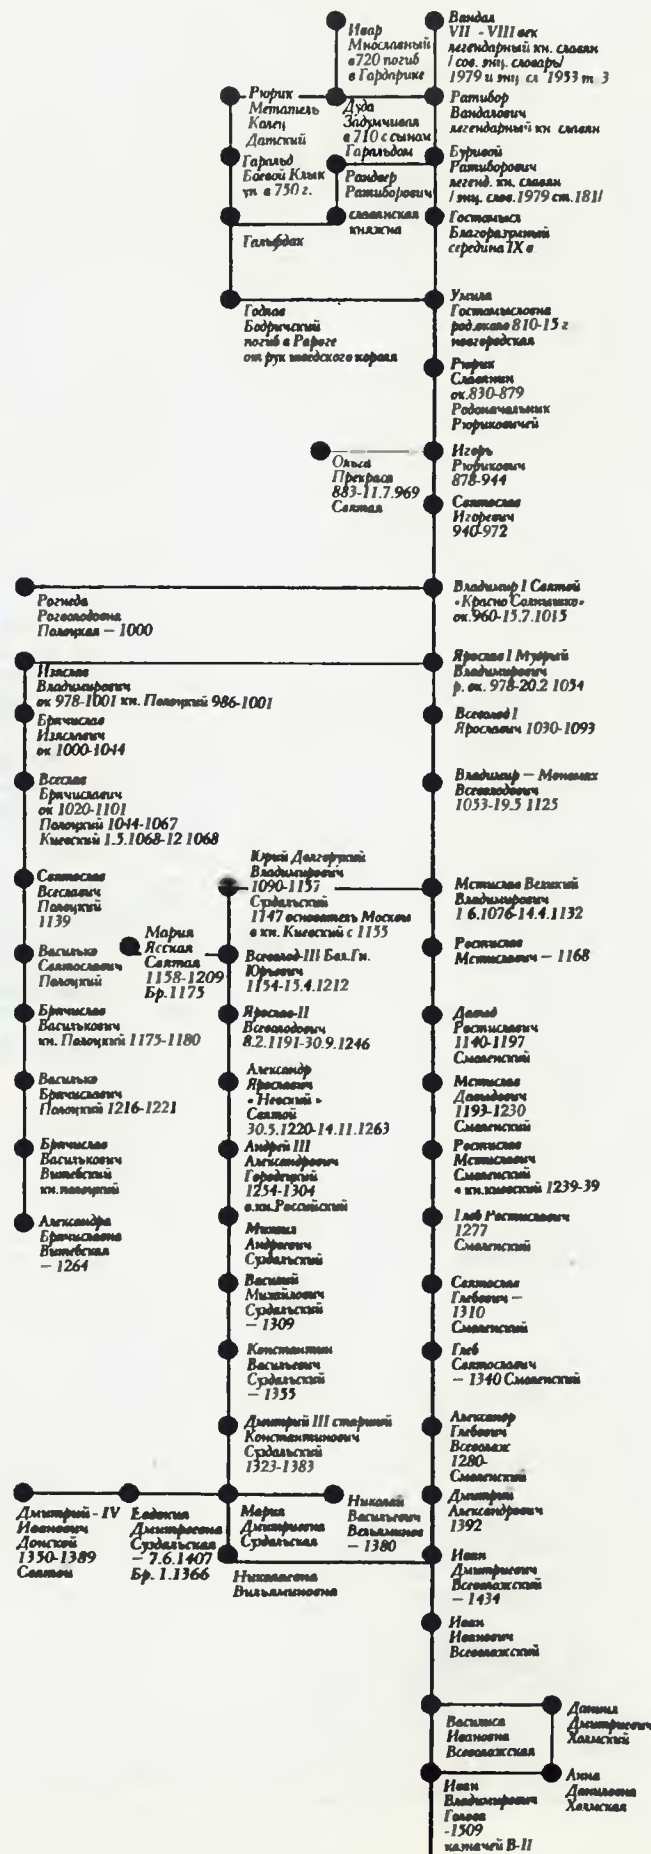 Вандал
VII - VIII век
легендарный кн. славян
/ сов. энц. словарь/
1979 и энц сл 1953 т. 3
Ивар
Многославный
в720 погиб
в Гардарике
Рюрик
Метатель
Колец
Датский
Дуда
Задумчивая
в 710 с сыном
Гаральдом
Ратибор
Вандалович
легендарный кн славян
Гаральд
Боевой Клык
уп в 750 г.
Рандвер
Ратиборович
Буривой
Ратиборович
легенд. кн. славян
/ энц. слов. 1979 ст. 181/
Гальфдах
славянская
княжна
Гостомысл
Благоразумный
середина IX в
Годлав
Бодричский
погиб в Рароге
от рук шведского короля
Умила
Гостомысловна
род.около 810-15 г
новгородская
Рюрик
Славянин
ок.830-879
Родоначальник
Рюриковичей
Ольга
Прекраса
883-11.7.969
Святая
Игорь
Рюрикович
878-944
Святослав
Игоревич
940-972
Рогнеда
Рогволодовна
Полоцкая – 1000
Владимир I Святой
«Красно Солнышко»
ок.960-15.7.1015
Изяслав
Владимирович
ок 978-1001 кн. Полоцкий 986-1001
Ярослав I Мудрый
Владимирович
р. ок. 978-20.2 1054
Брячислав
Изяславич
ок 1000-1044
Всеволод I
Ярославич 1030-1093
Всеслав
Брячиславич
ок 1020-1101
Полоцкий 1044-1067
Киевский 1.5.1068-12 1068
Владимир – Мономах
Всеволодович
1053-19.5 1125
Святослав
Всеславич
Полоцкий
1139
Юрий Долгорукий
Владимирович
1090-1157
Суздальский
1147 основатель Москвы
в кн. Киевский с 1155
Мстислав Великий
Владимирович
1 6.1076-14.4.1132
Василько
Святославич
Полоцкий
Мария
Ясская
Святая
1158-1209
Бр. 1175
Всеволод-III Бол.Гн.
Юрьевич
1154-15.4.1212
Ростислав
Мстиславич – 1168
Брячислав
Василькович
кн. Полоцкий 1175-1180
Ярослав-II
Всеволодович
8.2.1191-30.9.1246
Давид
Ростиславич
1140-1197
Смоленский
Василько
Брячиславич
Полоцкий 1216-1221
Александр
Ярославич
«Невский»
Святой
30.5.1220-14.11.1263
Мстислав
Давидович
1193-1230
Смоленский
Брячислав
Василькович
Витебский
кн.полоцкий
Андрей III
Александрович
Городецкий
1254-1304
в.кн.Российский
Ростислав
Мстиславич
Смоленский
в кн.киевский 1239-39
Александра
Брячиславна
Витебская
– 1264
Михаил
Андреевич
Суздальский
Глеб Ростиславич
1277
Смоленский
Василий
Михайлович
Суздальский
– 1309
Святослав
Глебович –
1310
Смоленский
Константин
Васильевич
Суздальский
– 1355
Глеб
Святославич
– 1340 Смоленский
Дмитрий III старший
Константинович
Суздальский
1323-1383
Александр
Глебович
Всеволож
1280-
Смоленский
Дмитрий - IV
Иванович
Донской
1350-1389
Святой
Евдокия
Дмитриевна
Суздальская
– 7.6.1407
Бр. 1.1366
Мария
Дмитриевна
Суздальская
Николай
Васильевич
Вельяминов
– 1380
Дмитрий
Александрович
1392
Николаевна
Вильяминовна
Иван
Дмитриевич
Всеволожский
– 1434
Иван
Иванович
Всеволожский
Василиса
Ивановна
Всеволожская
Даниил
Дмитриевич
Холмский
Иван
Владимирович
Голова
-1509
казначей В-II
Анна
Даниловна
Холмская